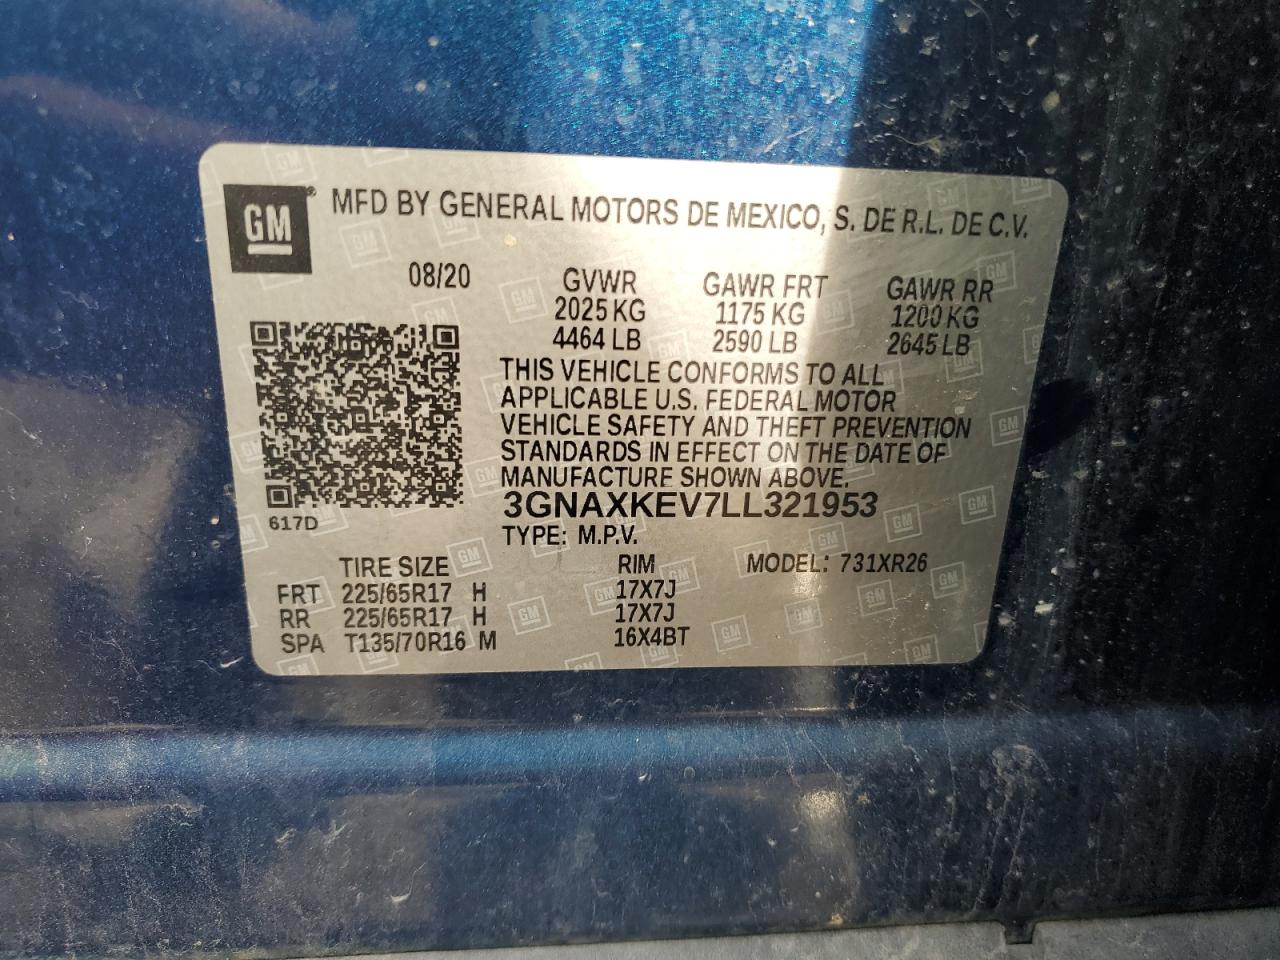 GM® MFD BY GENERAL MOTORS DE MEXICO, S. DE R.L. DE C.V.
08/20 GVWR GAWR FRT GAWR RR
2025 KG 1175 KG 1200 KG
4464 LB 2590 LB 2645 LB
THIS VEHICLE CONFORMS TO ALL
APPLICABLE U.S. FEDERAL MOTOR
VEHICLE SAFETY AND THEFT PREVENTION
STANDARDS IN EFFECT ON THE DATE OF
MANUFACTURE SHOWN ABOVE.
3GNAXKEV7LL321953
617D
TYPE: M.P.V.
TIRE SIZE RIM MODEL: 731XR26
FRT 225/65R17 H 17X7J
RR 225/65R17 H 17X7J
SPA T135/70R16 M 16X4BT